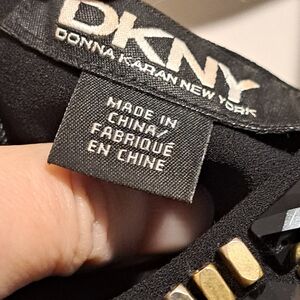 DKNY
DONNA KARAN NEW YORK
MADE IN
CHINA/
FABRIQUÉ
EN CHINE